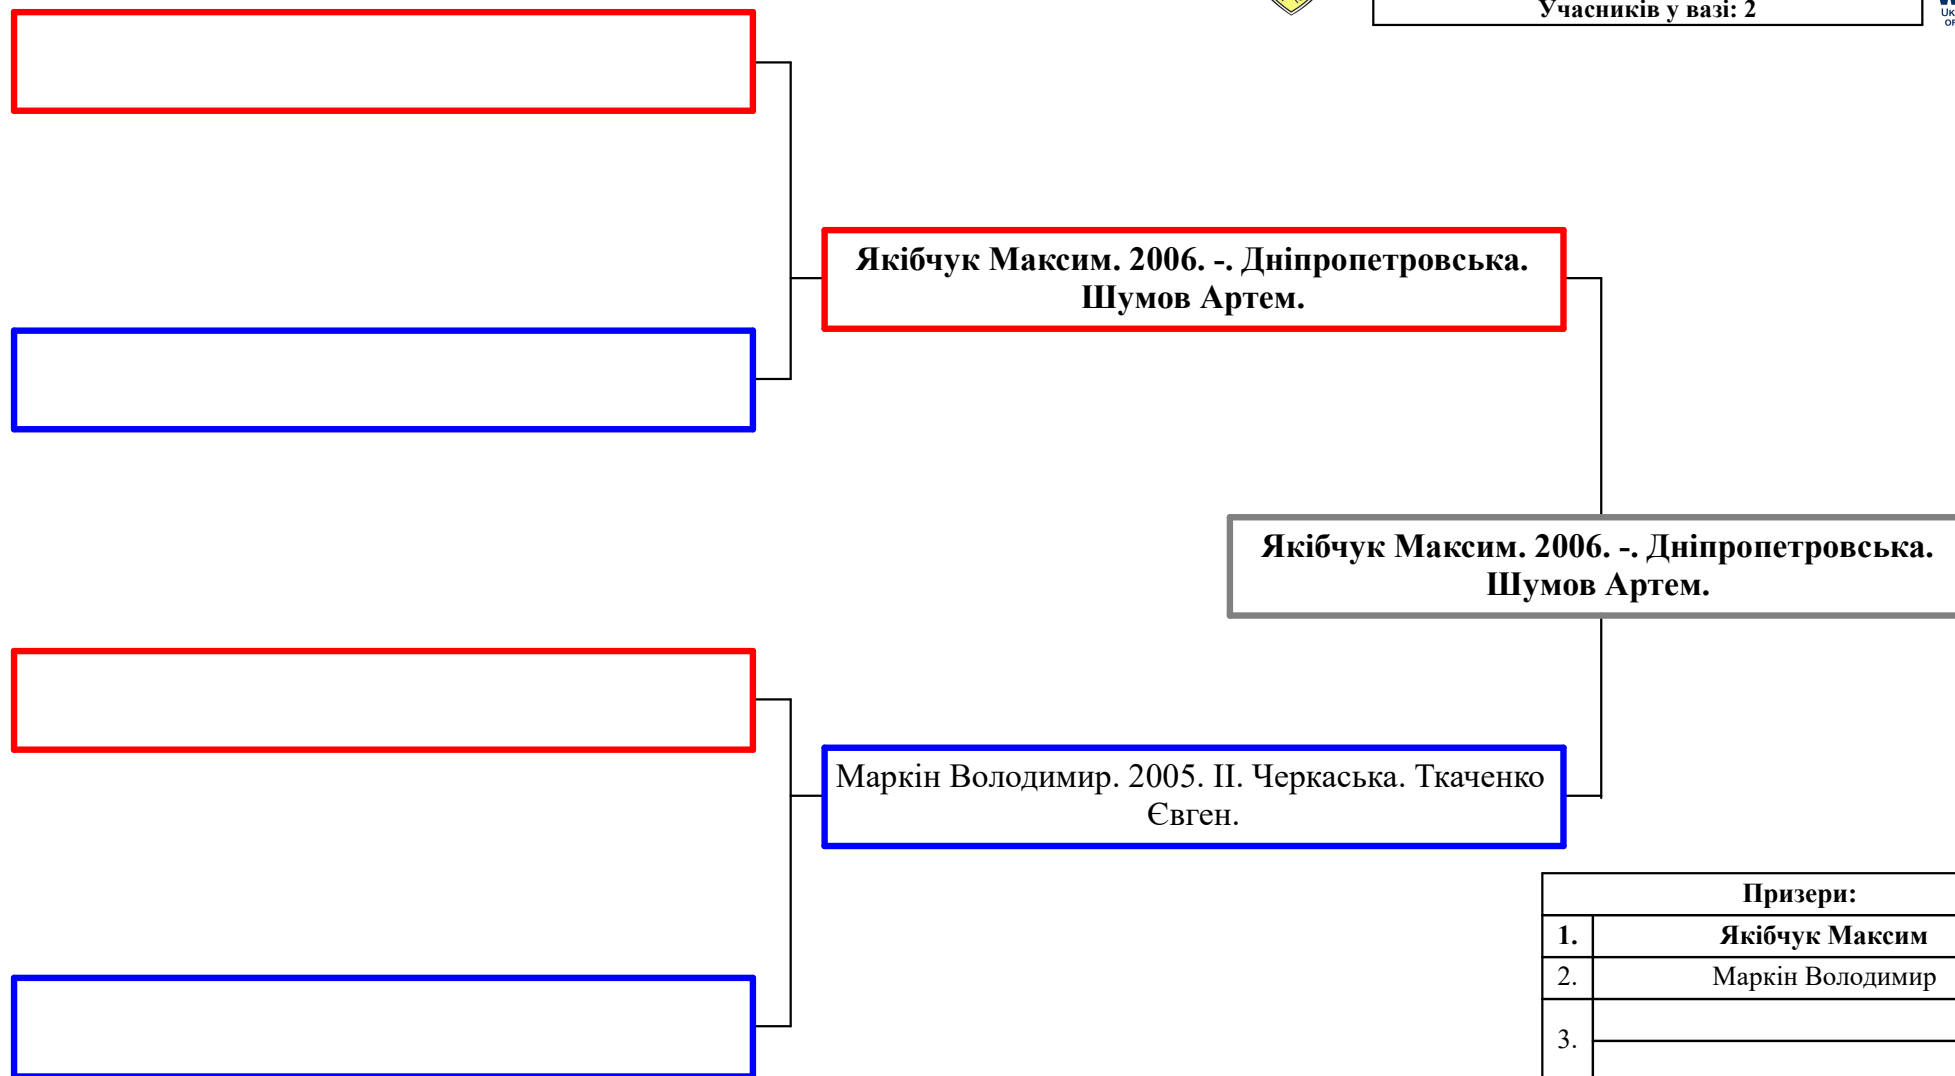 Учасників у вазі: 2
Якібчук Максим. 2006. -. Дніпропетровська.
Шумов Артем.
Якібчук Максим. 2006. -. Дніпропетровська.
Шумов Артем.
Маркін Володимир. 2005. II. Черкаська. Ткаченко
Євген.
Призери:
1. Якібчук Максим
2. Маркін Володимир
3.